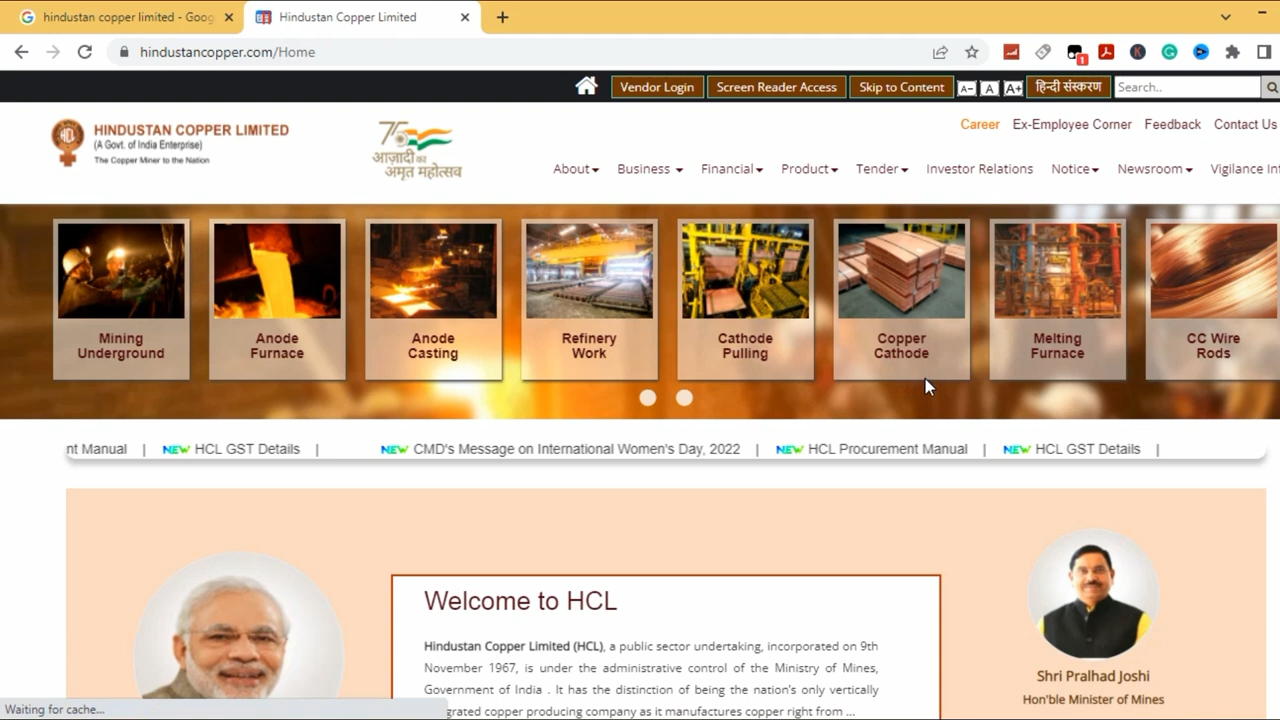 hindustan copper limited - Goog
Hindustan Copper Limited
hindustancopper.com/Home
1
Vendor Login
Screen Reader Access
Skip to Content
A-
A
A+
हिन्दी संस्करण
Search..
HINDUSTAN COPPER LIMITED
(A Govt. of India Enterprise)
The Copper Miner to the Nation
75
आज़ादी का
अमृत महोत्सव
Career
Ex-Employee Corner
Feedback
Contact Us
About
Business
Financial
Product
Tender
Investor Relations
Notice
Newsroom
Vigilance Inf
Mining
Underground
Anode
Furnace
Anode
Casting
Refinery
Work
Cathode
Pulling
Copper
Cathode
Melting
Furnace
CC Wire
Rods
nt Manual | NEW HCL GST Details | NEW CMD's Message on International Women's Day, 2022 | NEW HCL Procurement Manual | NEW HCL GST Details |
Welcome to HCL
Hindustan Copper Limited (HCL), a public sector undertaking, incorporated on 9th
November 1967, is under the administrative control of the Ministry of Mines,
Government of India . It has the distinction of being the nation's only vertically
grated copper producing company as it manufactures copper right from ...
Shri Pralhad Joshi
Hon'ble Minister of Mines
Waiting for cache...